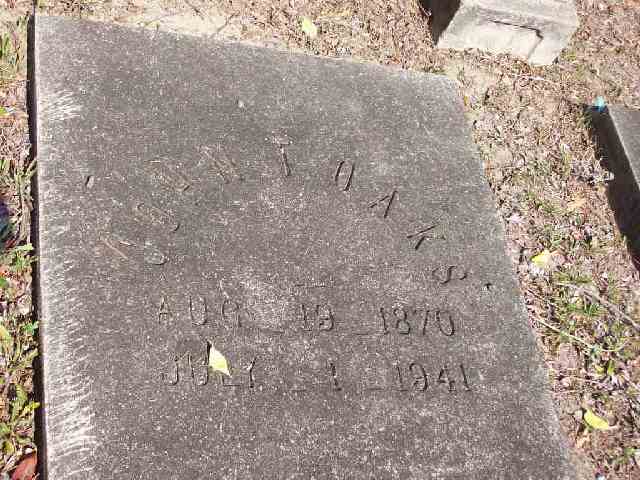 OAKS.
AUG _ 19 _ 1870
JULY _ 1 _ 1941